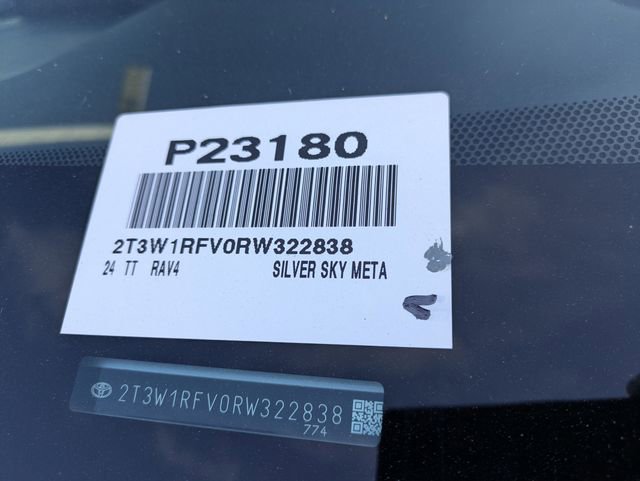 P23180
2T3W1RFV0RW322838
24 TT RAV4 SILVER SKY META
2T3W1RFV0RW322838
774